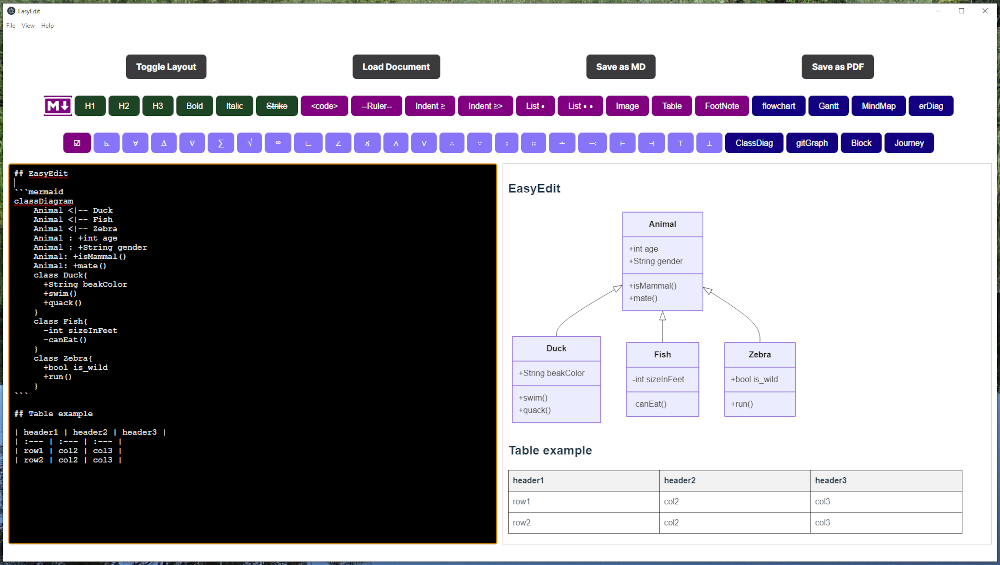 EasyEdit
File View Help
Toggle Layout Load Document Save as MD Save as PDF
M↓ H1 H2 H3 Bold Italic Strike <code> --Ruler-- Indent ≥ Indent ≥> List • List • • Image Table FootNote flowchart Gantt MindMap erDiag
☑ ⊾ ∀ ∆ ∇ ∑ √ ∞ ∟ ∠ ∧ ∨ ∴ ∵ ∶ ∷ ⊢ ⊣ ⊤ ⊥ ClassDiag gitGraph Block Journey
## EasyEdit
```mermaid
classDiagram
    Animal <|-- Duck
    Animal <|-- Fish
    Animal <|-- Zebra
    Animal : +int age
    Animal : +String gender
    Animal: +isMammal()
    Animal: +mate()
    class Duck{
      +String beakColor
      +swim()
      +quack()
    }
    class Fish{
      -int sizeInFeet
      -canEat()
    }
    class Zebra{
      +bool is_wild
      +run()
    }
```
## Table example
| header1 | header2 | header3 |
| :--- | :--- | :--- |
| row1 | col2 | col3 |
| row2 | col2 | col3 |
EasyEdit
Animal
+int age
+String gender
+isMammal()
+mate()
Duck
+String beakColor
+swim()
+quack()
Fish
-int sizeInFeet
-canEat()
Zebra
+bool is_wild
+run()
Table example
header1 header2 header3
row1 col2 col3
row2 col2 col3